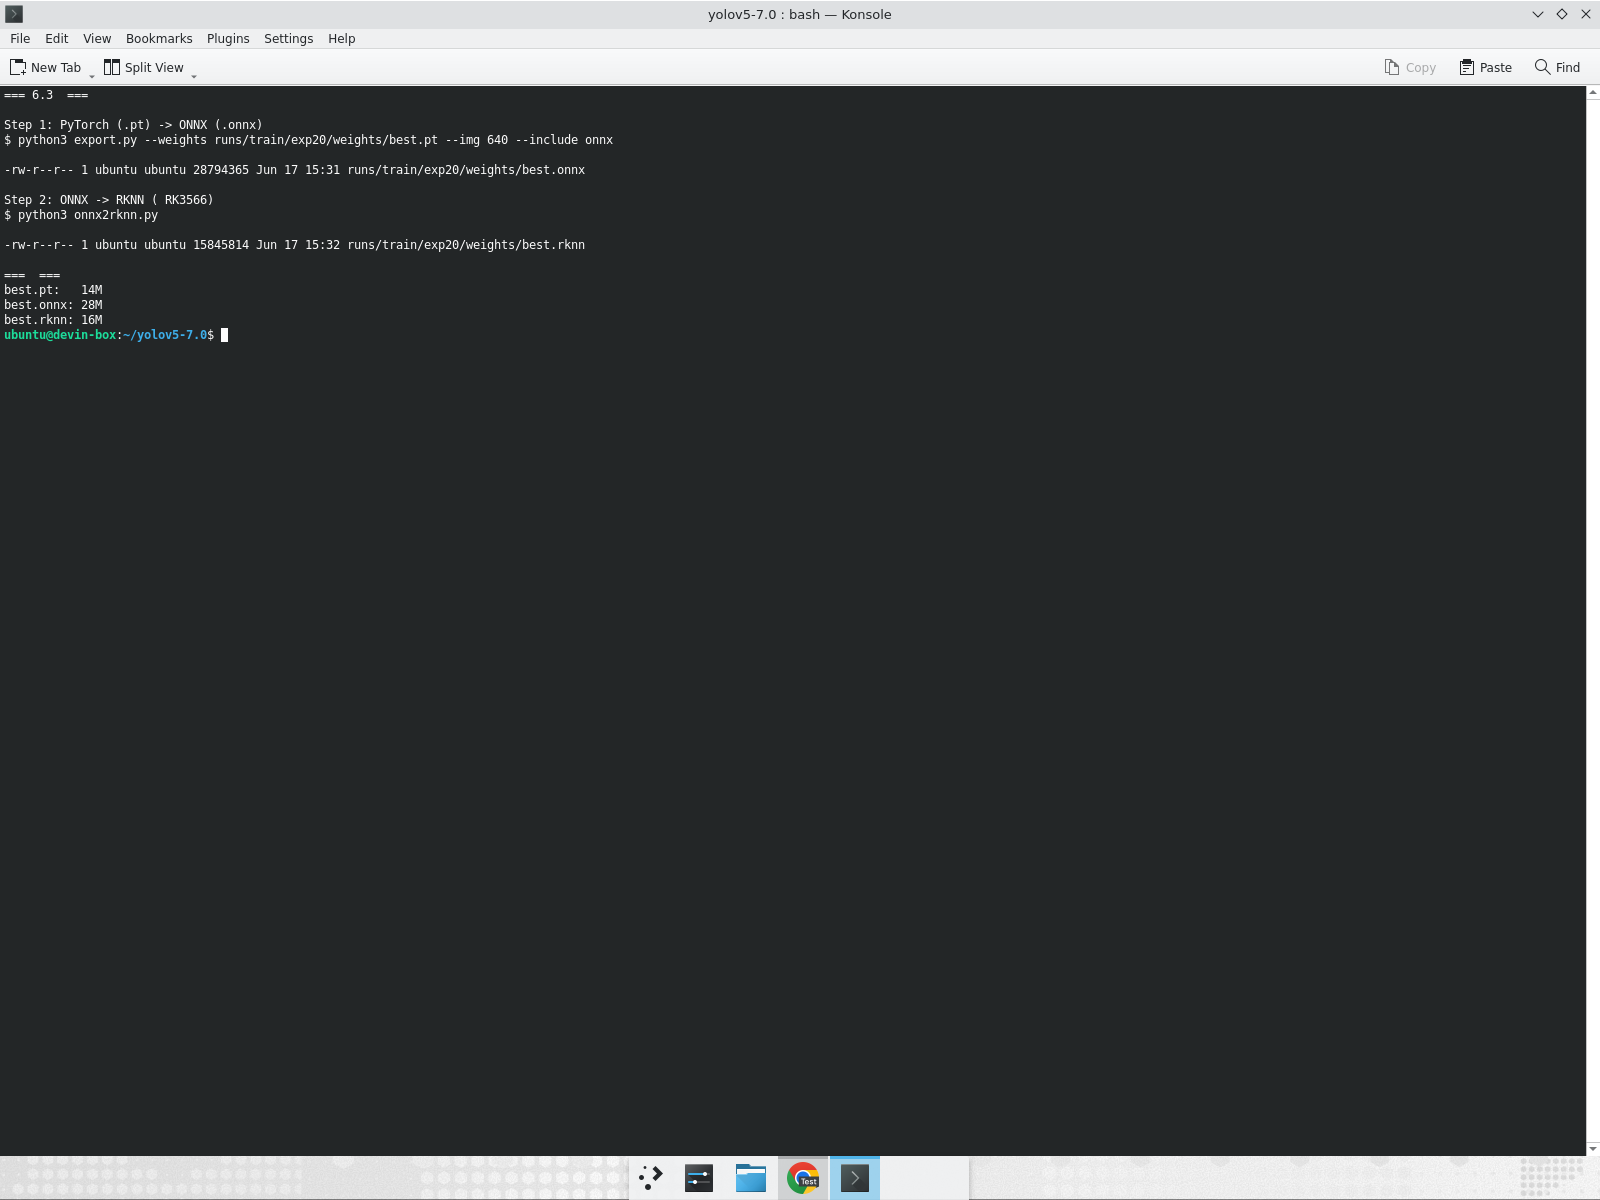 yolov5-7.0 : bash — Konsole
File Edit View Bookmarks Plugins Settings Help
New Tab Split View Copy Paste Find
=== 6.3  ===
Step 1: PyTorch (.pt) -> ONNX (.onnx)
$ python3 export.py --weights runs/train/exp20/weights/best.pt --img 640 --include onnx
-rw-r--r-- 1 ubuntu ubuntu 28794365 Jun 17 15:31 runs/train/exp20/weights/best.onnx
Step 2: ONNX -> RKNN ( RK3566)
$ python3 onnx2rknn.py
-rw-r--r-- 1 ubuntu ubuntu 15845814 Jun 17 15:32 runs/train/exp20/weights/best.rknn
===  ===
best.pt:   14M
best.onnx: 28M
best.rknn: 16M
ubuntu@devin-box:~/yolov5-7.0$
Test